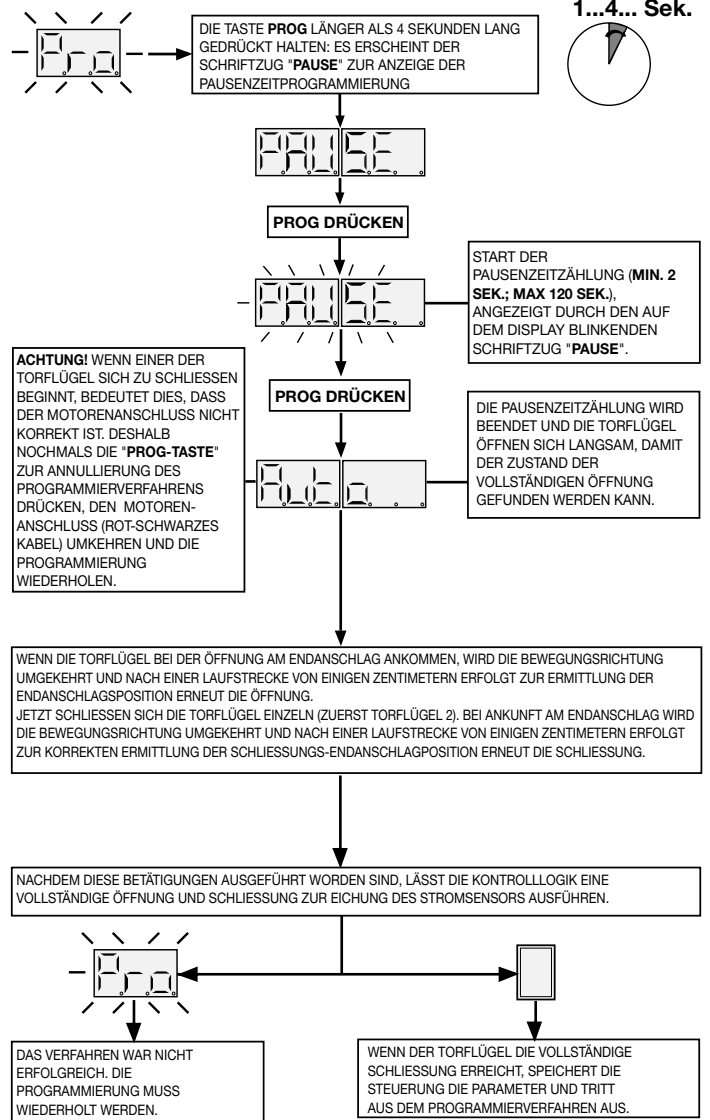 1...4... Sek.
Pro
DIE TASTE PROG LÄNGER ALS 4 SEKUNDEN LANG
GEDRÜCKT HALTEN: ES ERSCHEINT DER
SCHRIFTZUG "PAUSE" ZUR ANZEIGE DER
PAUSENZEITPROGRAMMIERUNG
PAUSE
PROG DRÜCKEN
PAUSE
START DER
PAUSENZEITZÄHLUNG (MIN. 2
SEK.; MAX 120 SEK.),
ANGEZEIGT DURCH DEN AUF
DEM DISPLAY BLINKENDEN
SCHRIFTZUG "PAUSE".
ACHTUNG! WENN EINER DER
TORFLÜGEL SICH ZU SCHLIESSEN
BEGINNT, BEDEUTET DIES, DASS
DER MOTORENANSCHLUSS NICHT
KORREKT IST. DESHALB
NOCHMALS DIE "PROG-TASTE"
ZUR ANNULLIERUNG DES
PROGRAMMIERVERFAHRENS
DRÜCKEN, DEN MOTOREN-
ANSCHLUSS (ROT-SCHWARZES
KABEL) UMKEHREN UND DIE
PROGRAMMIERUNG
WIEDERHOLEN.
PROG DRÜCKEN
Auto
DIE PAUSENZEITZÄHLUNG WIRD
BEENDET UND DIE TORFLÜGEL
ÖFFNEN SICH LANGSAM, DAMIT
DER ZUSTAND DER
VOLLSTÄNDIGEN ÖFFNUNG
GEFUNDEN WERDEN KANN.
WENN DIE TORFLÜGEL BEI DER ÖFFNUNG AM ENDANSCHLAG ANKOMMEN, WIRD DIE BEWEGUNGSRICHTUNG
UMGEKEHRT UND NACH EINER LAUFSTRECKE VON EINIGEN ZENTIMETERN ERFOLGT ZUR ERMITTLUNG DER
ENDANSCHLAGSPOSITION ERNEUT DIE ÖFFNUNG.
JETZT SCHLIESSEN SICH DIE TORFLÜGEL EINZELN (ZUERST TORFLÜGEL 2). BEI ANKUNFT AM ENDANSCHLAG WIRD
DIE BEWEGUNGSRICHTUNG UMGEKEHRT UND NACH EINER LAUFSTRECKE VON EINIGEN ZENTIMETERN ERFOLGT
ZUR KORREKTEN ERMITTLUNG DER SCHLIESSUNGS-ENDANSCHLAGPOSITION ERNEUT DIE SCHLIESSUNG.
NACHDEM DIESE BETÄTIGUNGEN AUSGEFÜHRT WORDEN SIND, LÄSST DIE KONTROLLLOGIK EINE
VOLLSTÄNDIGE ÖFFNUNG UND SCHLIESSUNG ZUR EICHUNG DES STROMSENSORS AUSFÜHREN.
Pro
DAS VERFAHREN WAR NICHT
ERFOLGREICH. DIE
PROGRAMMIERUNG MUSS
WIEDERHOLT WERDEN.
WENN DER TORFLÜGEL DIE VOLLSTÄNDIGE
SCHLIESSUNG ERREICHT, SPEICHERT DIE
STEUERUNG DIE PARAMETER UND TRITT
AUS DEM PROGRAMMIERVERFAHREN AUS.